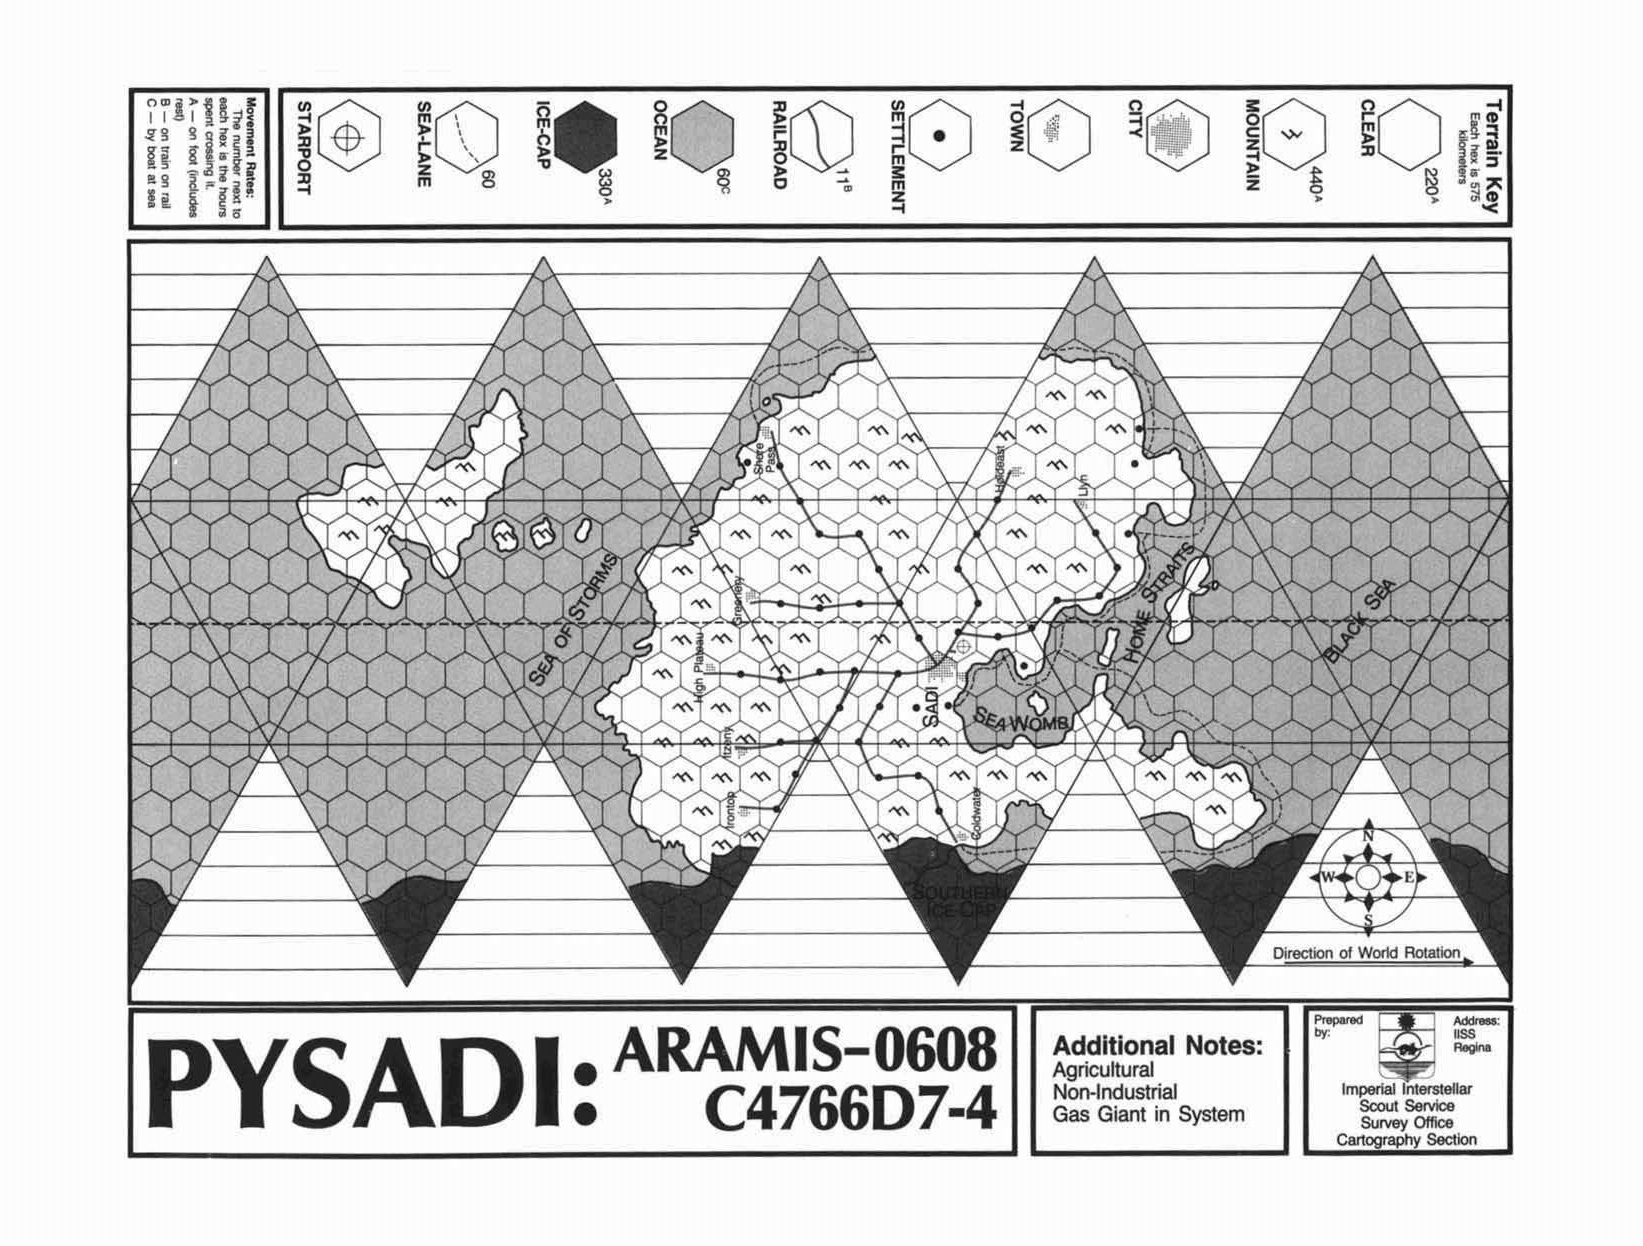 Movement Rates:
The number next to
each hex is the hours
spent crossing it.
A — on foot (includes
rest)
B — on train on rail
C — by boat at sea
Terrain Key
Each hex is 575
kilometers
CLEAR
220A
MOUNTAIN
440A
CITY
TOWN
SETTLEMENT
RAILROAD
11B
OCEAN
60C
ICE-CAP
330A
SEA-LANE
60
STARPORT
Shere
Pass
Holdeast
Llyn
Greenery
High Plateau
Itzeny
Irontop
Coldwater
SADI
SEA WOMB
SEA OF STORMS
HOME STRAITS
BLACK SEA
SOUTHERN
ICE-CAP
N
W
E
S
Direction of World Rotation
PYSADI: ARAMIS–0608
C4766D7-4
Additional Notes:
Agricultural
Non-Industrial
Gas Giant in System
Prepared
by:
Address:
IISS
Regina
Imperial Interstellar
Scout Service
Survey Office
Cartography Section